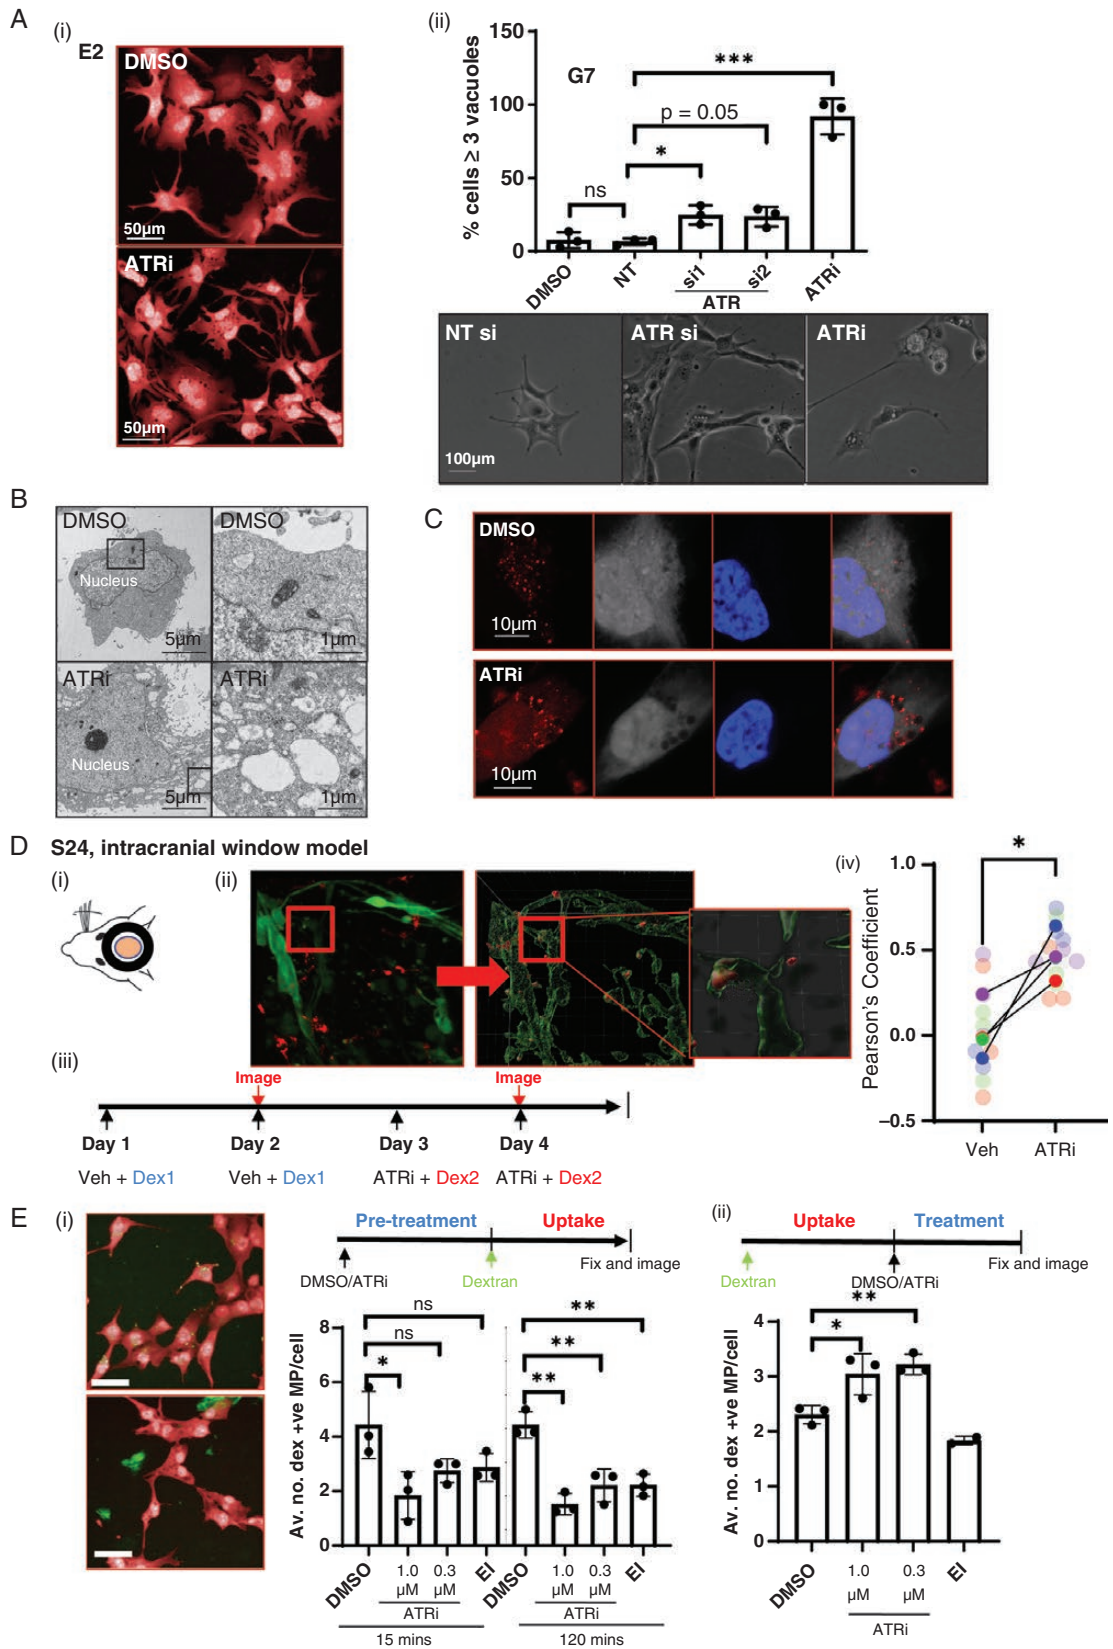 A
(i)
E2
DMSO
50µm
ATRi
50µm
(ii)
150
100
50
0
% cells ≥ 3 vacuoles
G7
***
p = 0.05
*
ns
DMSO
NT
si1
si2
ATRi
ATR
NT si
ATR si
ATRi
100µm
B
DMSO
DMSO
Nucleus
5µm
1µm
ATRi
ATRi
Nucleus
5µm
1µm
C
DMSO
10µm
ATRi
10µm
D
S24, intracranial window model
(i)
(ii)
(iii)
Image
Image
Day 1
Day 2
Day 3
Day 4
Veh + Dex1
Veh + Dex1
ATRi + Dex2
ATRi + Dex2
(iv)
*
1.0
0.5
0.0
–0.5
Pearson's Coefficient
Veh
ATRi
E
(i)
Pre-treatment
Uptake
DMSO/ATRi
Dextran
Fix and image
8
6
4
2
0
Av. no. dex +ve MP/cell
ns
ns
*
**
**
**
DMSO
1.0 µM
0.3 µM
EI
DMSO
1.0 µM
0.3 µM
EI
ATRi
ATRi
15 mins
120 mins
(ii)
Uptake
Treatment
Dextran
DMSO/ATRi
Fix and image
4
3
2
1
0
Av. no. dex +ve MP/cell
**
*
DMSO
1.0 µM
0.3 µM
EI
ATRi